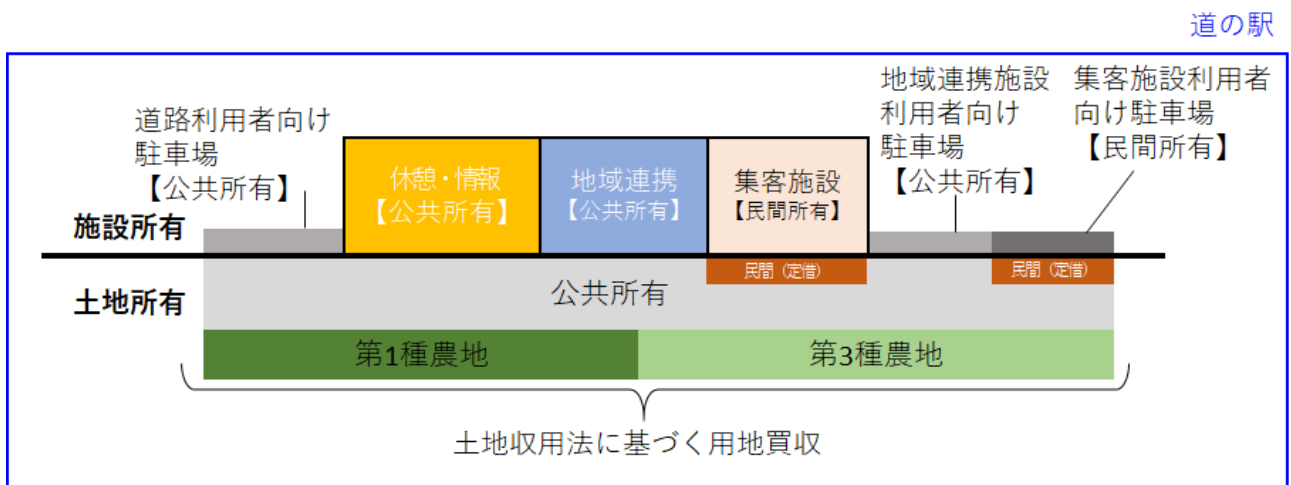 道の駅
道路利用者向け
駐車場
【公共所有】
休憩・情報
【公共所有】
地域連携
【公共所有】
集客施設
【民間所有】
地域連携施設
利用者向け
駐車場
【公共所有】
集客施設利用者
向け駐車場
【民間所有】
施設所有
土地所有
民間（定借）
民間（定借）
公共所有
第1種農地
第3種農地
土地収用法に基づく用地買収